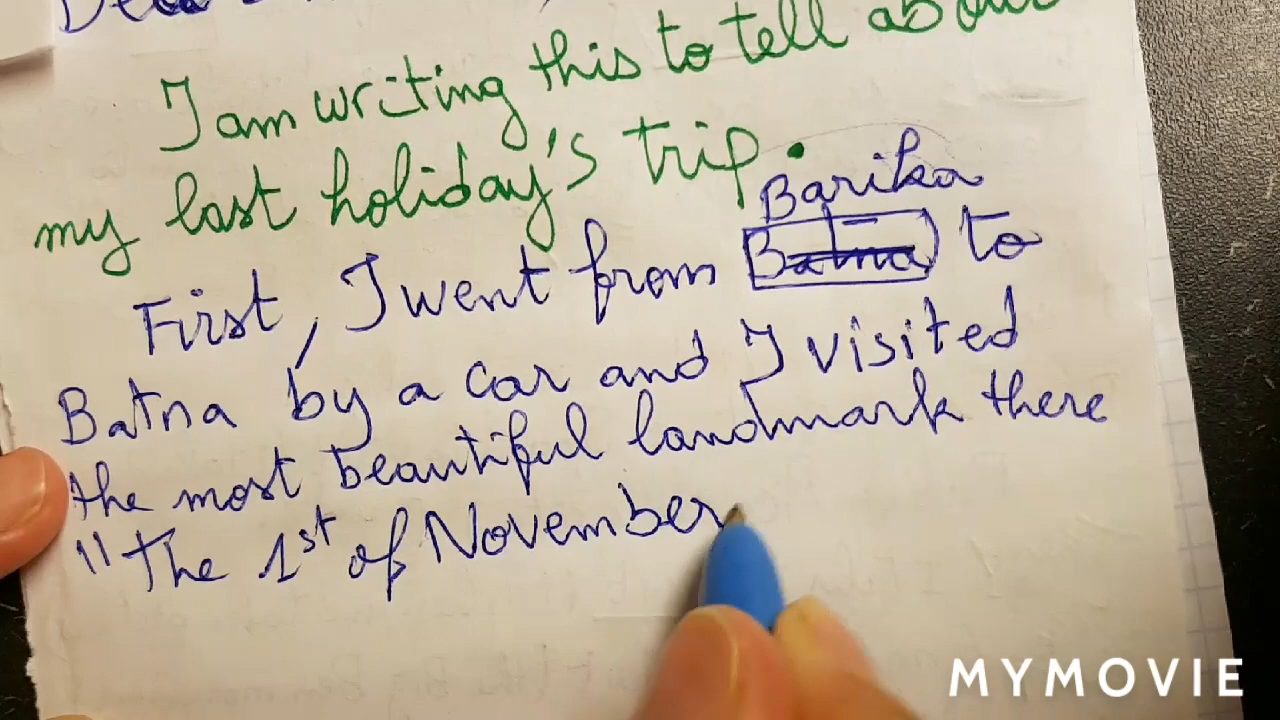 Dear
I am writing this to tell about
my last holiday's trip.
Barika
First, I went from Batna to
Batna by a car and I visited
the most beautiful landmark there
"The 1st of November
MYMOVIE